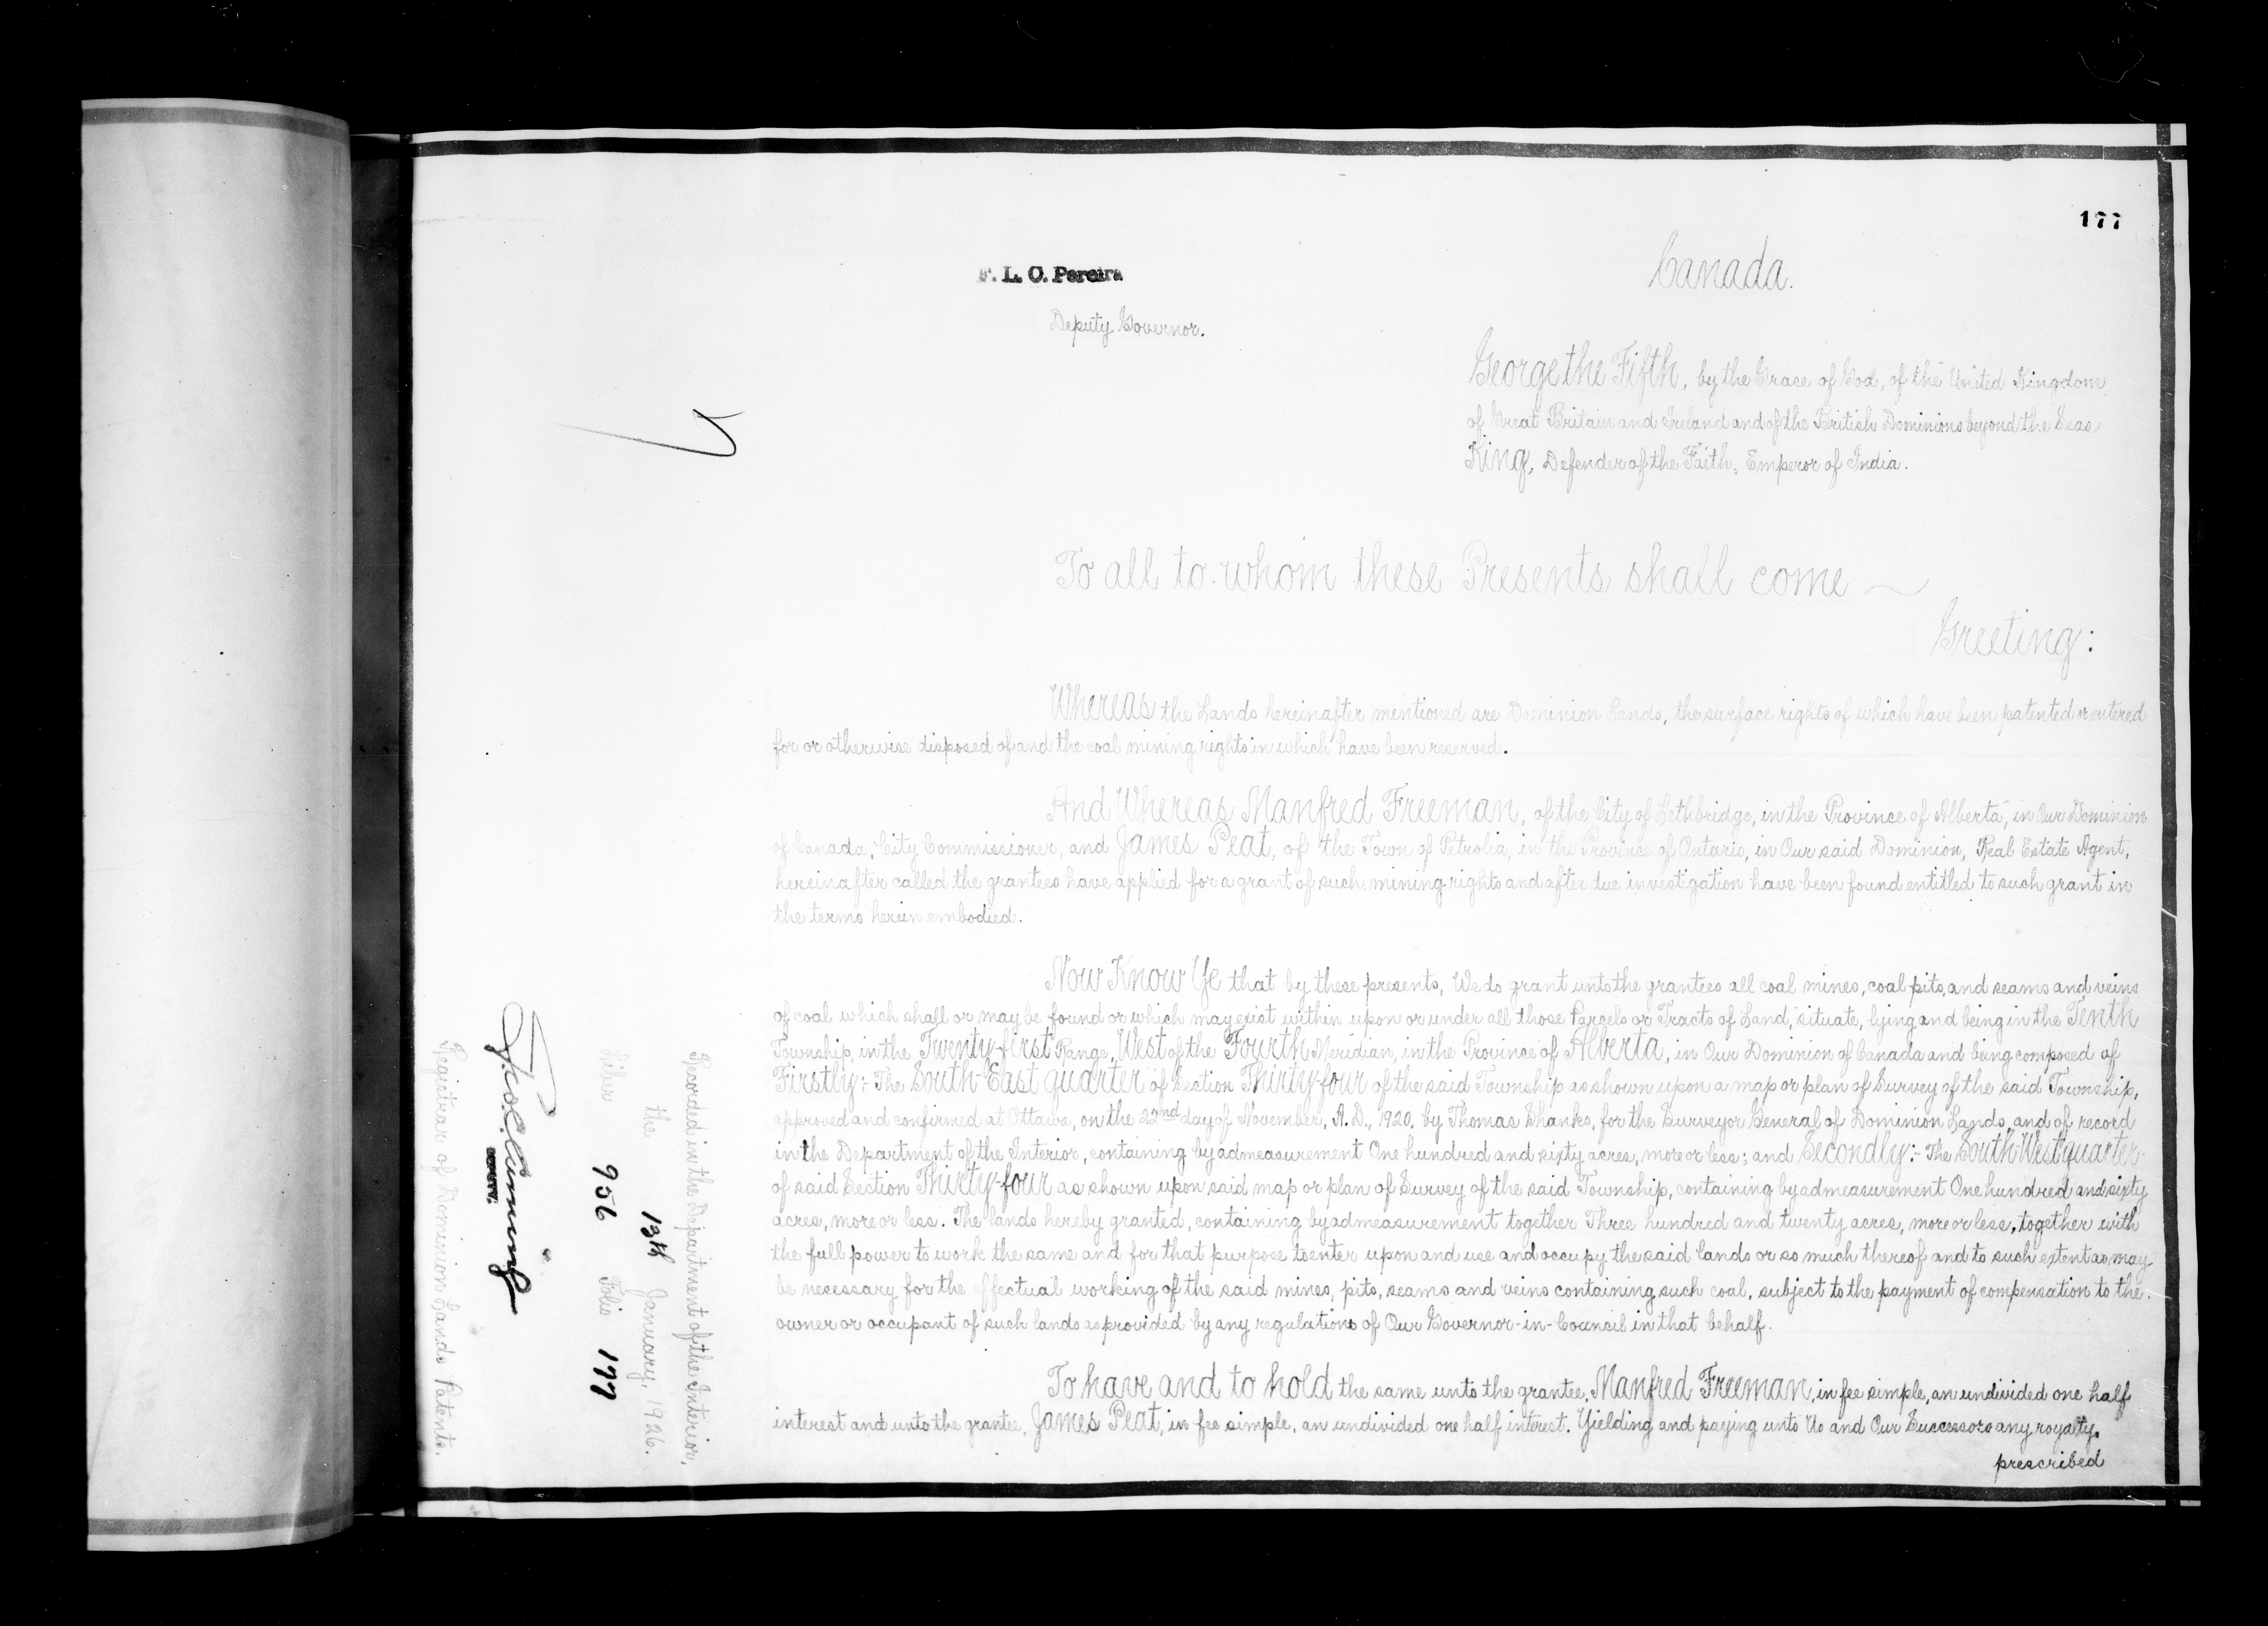 177
F. L. C. Pereira
Deputy Governor.
Canada.
George the Fifth, by the Grace of God, of the United Kingdom
of Great Britain and Ireland and of the British Dominions beyond the Seas
King, Defender of the Faith, Emperor of India.
To all to whom these Presents shall come
Greeting:
Whereas the Lands hereinafter mentioned are Dominion Lands, the surface rights of which have been patented or entered
for or otherwise disposed of and the coal mining rights in which have been reserved.
And Whereas Manfred Freeman, of the City of Lethbridge, in the Province of Alberta, in Our Dominion
of Canada, City Commissioner, and James Peat, of the Town of Petrolia, in the Province of Ontario, in Our said Dominion, Real Estate Agent,
hereinafter called the grantees have applied for a grant of such mining rights and after due investigation have been found entitled to such grant in
the terms herein embodied.
Now Know Ye that by these presents, We do grant unto the grantees all coal mines, coal pits, and seams and veins
of coal which shall or may be found or which may exist within upon or under all those Parcels or Tracts of Land, situate, lying and being in the Tenth
Township, in the Twenty-first Range, West of the Fourth Meridian, in the Province of Alberta, in Our Dominion of Canada and being composed of
Firstly:- The South-East quarter of Section Thirty-four of the said Township as shown upon a map or plan of Survey of the said Township,
approved and confirmed at Ottawa, on the 22nd day of November, A.D., 1920, by Thomas Shanks, for the Surveyor General of Dominion Lands, and of record
in the Department of the Interior, containing by admeasurement One hundred and sixty acres, more or less; and Secondly:- The South West quarter
of said Section Thirty-four as shown upon said map or plan of Survey of the said Township, containing by admeasurement One hundred and sixty
acres, more or less. The lands hereby granted, containing by admeasurement together Three hundred and twenty acres, more or less, together with
the full power to work the same and for that purpose to enter upon and use and occupy the said lands or so much thereof and to such extent as may
be necessary for the effectual working of the said mines, pits, seams and veins containing such coal, subject to the payment of compensation to the
owner or occupant of such lands as provided by any regulations of Our Governor-in-Council in that behalf.
To have and to hold the same unto the grantee, Manfred Freeman, in fee simple, an undivided one half
interest and unto the grantee, James Peat, in fee simple, an undivided one half interest. Yielding and paying unto Us and Our Successors any royalty
prescribed
Recorded in the Department of the Interior,
the 13th January, 1926.
Liber 956 Folio 177
Registrar of Dominion Lands Patents.